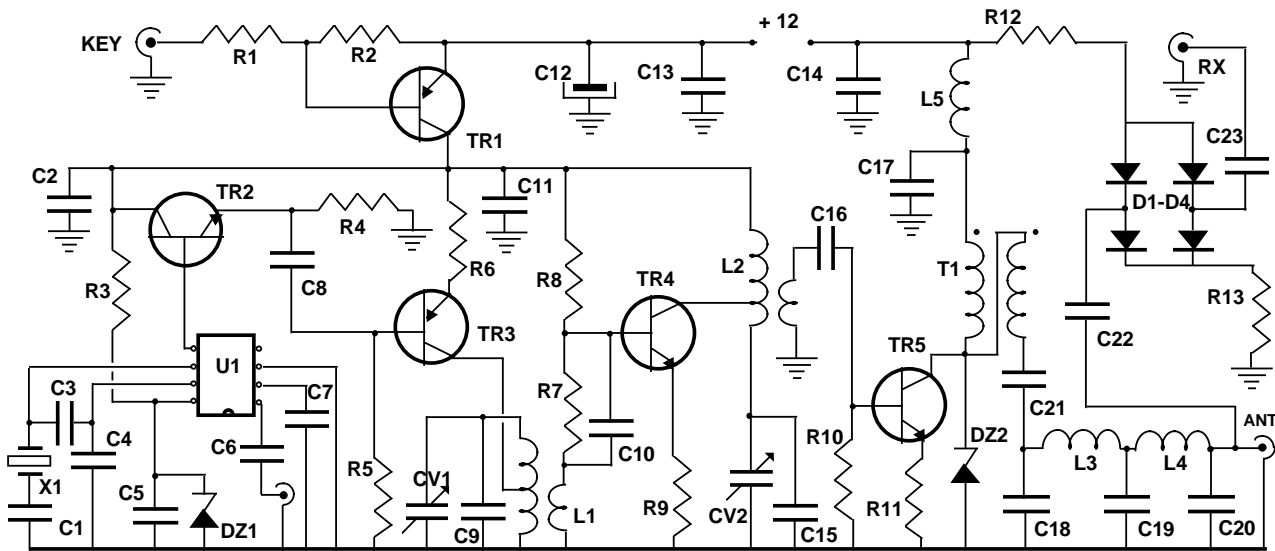 KEY
R1
R2
C12
C13
+ 12
C14
R12
RX
L5
C23
TR1
C17
D1-D4
C2
TR2
C11
C16
R4
R3
C8
R6
R8
TR4
L2
T1
R13
C22
TR3
TR5
U1
C3
C7
R7
C21
ANT
C4
C6
R5
CV1
C10
R10
DZ2
L3
L4
X1
C5
L1
R9
R11
C1
DZ1
C9
CV2
C15
C18
C19
C20